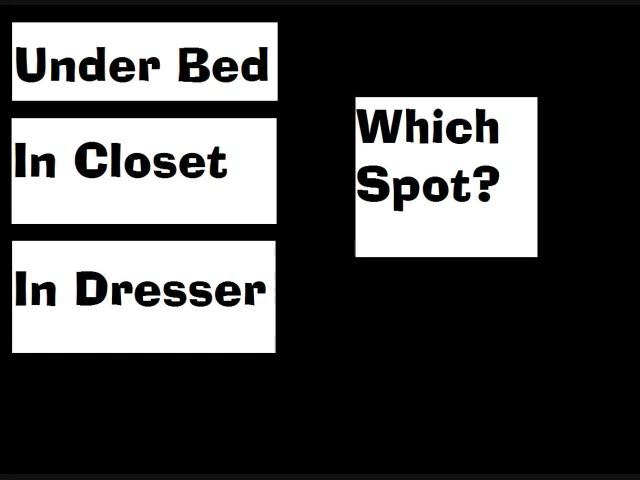 Under Bed
In Closet
In Dresser
Which
Spot?